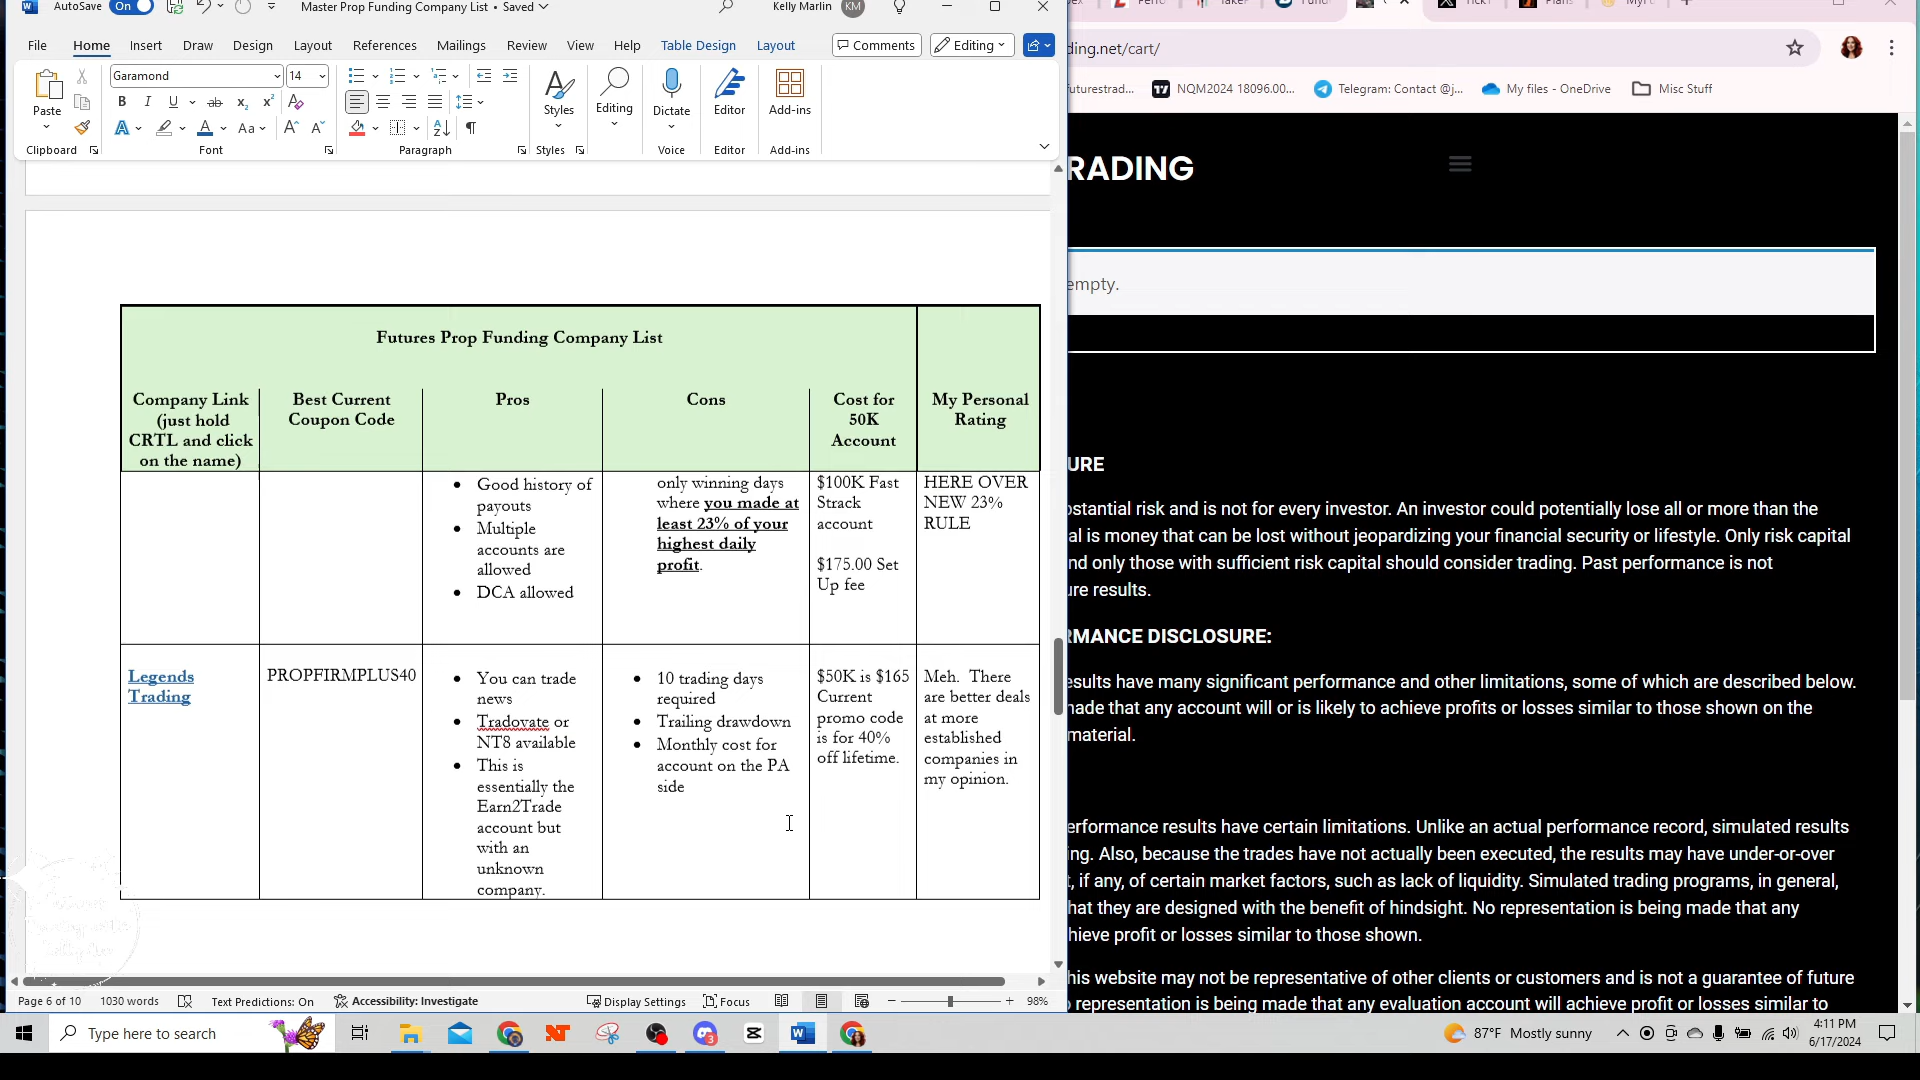 AutoSave On Master Prop Funding Company List • Saved Kelly Marlin KM
File Home Insert Draw Design Layout References Mailings Review View Help Table Design Layout Comments Editing
Garamond 14
Paste Styles Editing Dictate Editor Add-ins
Clipboard Font Paragraph Styles Voice Editor Add-ins
Futures Prop Funding Company List
Company Link
(just hold
CRTL and click
on the name)
Best Current
Coupon Code
Pros
Cons
Cost for
50K
Account
My Personal
Rating
• Good history of
payouts
• Multiple
accounts are
allowed
• DCA allowed
only winning days
where you made at
least 23% of your
highest daily
profit.
$100K Fast
Strack
account
$175.00 Set
Up fee
HERE OVER
NEW 23%
RULE
Legends
Trading
PROPFIRMPLUS40
• You can trade
news
• Tradovate or
NT8 available
• This is
essentially the
Earn2Trade
account but
with an
unknown
company.
• 10 trading days
required
• Trailing drawdown
• Monthly cost for
account on the PA
side
$50K is $165
Current
promo code
is for 40%
off lifetime.
Meh. There
are better deals
at more
established
companies in
my opinion.
Page 6 of 10 1030 words Text Predictions: On Accessibility: Investigate Display Settings Focus 98%
ding.net/cart/
futurestrad... NQM2024 18096.00... Telegram: Contact @j... My files - OneDrive Misc Stuff
RADING
empty.
URE
bstantial risk and is not for every investor. An investor could potentially lose all or more than the
al is money that can be lost without jeopardizing your financial security or lifestyle. Only risk capital
nd only those with sufficient risk capital should consider trading. Past performance is not
ure results.
RMANCE DISCLOSURE:
esults have many significant performance and other limitations, some of which are described below.
made that any account will or is likely to achieve profits or losses similar to those shown on the
material.
erformance results have certain limitations. Unlike an actual performance record, simulated results
ing. Also, because the trades have not actually been executed, the results may have under-or-over
t, if any, of certain market factors, such as lack of liquidity. Simulated trading programs, in general,
hat they are designed with the benefit of hindsight. No representation is being made that any
hieve profit or losses similar to those shown.
his website may not be representative of other clients or customers and is not a guarantee of future
o representation is being made that any evaluation account will achieve profit or losses similar to
Type here to search
87°F Mostly sunny
4:11 PM
6/17/2024